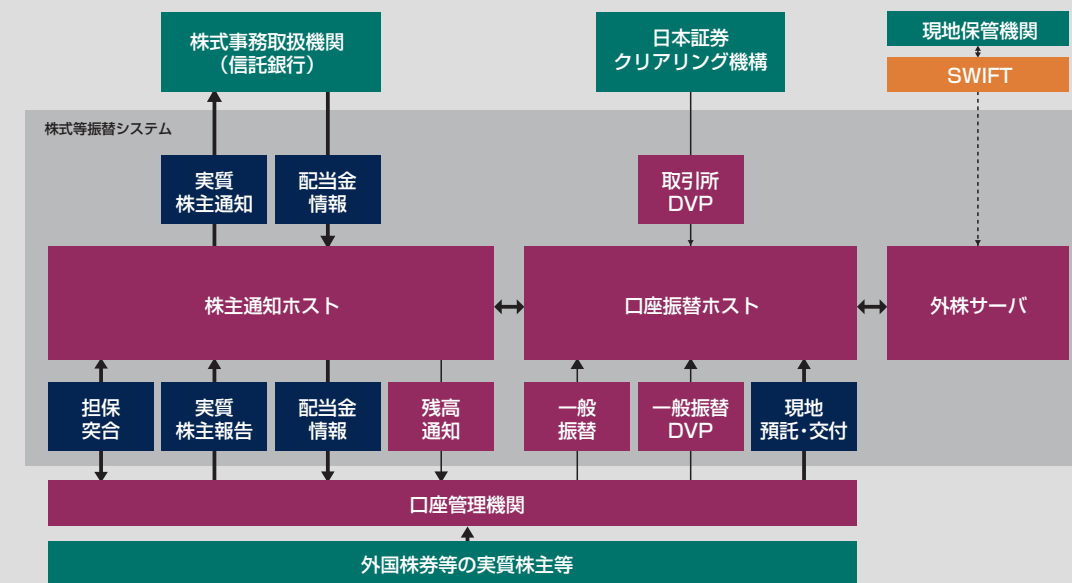 株式事務取扱機関
（信託銀行）
日本証券
クリアリング機構
現地保管機関
SWIFT
株式等振替システム
実質
株主通知
配当金
情報
取引所
DVP
株主通知ホスト
口座振替ホスト
外株サーバ
担保
突合
実質
株主報告
配当金
情報
残高
通知
一般
振替
一般振替
DVP
現地
預託・交付
口座管理機関
外国株券等の実質株主等